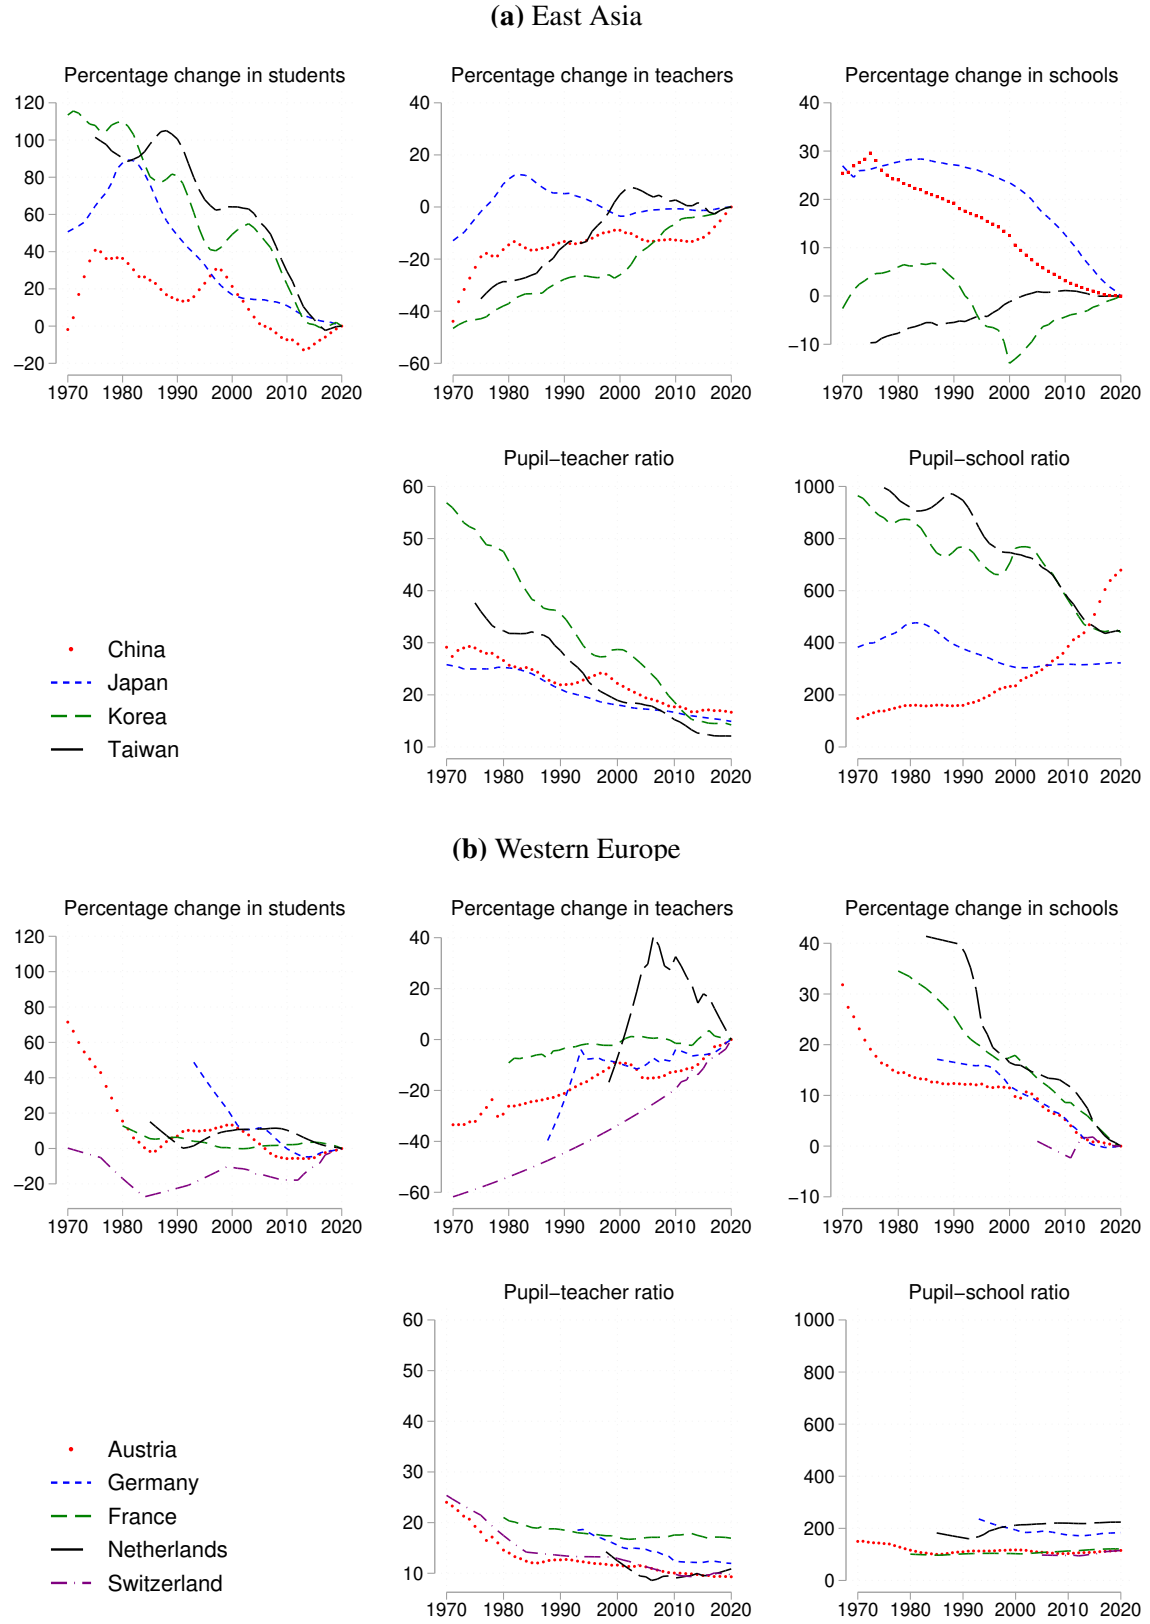 (a) East Asia
Percentage change in students
Percentage change in teachers
Percentage change in schools
120
100
80
60
40
20
0
−20
1970 1980 1990 2000 2010 2020
40
20
0
−20
−40
−60
1970 1980 1990 2000 2010 2020
40
30
20
10
0
−10
1970 1980 1990 2000 2010 2020
Pupil−teacher ratio
Pupil−school ratio
60
50
40
30
20
10
1970 1980 1990 2000 2010 2020
1000
800
600
400
200
0
1970 1980 1990 2000 2010 2020
China
Japan
Korea
Taiwan
(b) Western Europe
Percentage change in students
Percentage change in teachers
Percentage change in schools
120
100
80
60
40
20
0
−20
1970 1980 1990 2000 2010 2020
40
20
0
−20
−40
−60
1970 1980 1990 2000 2010 2020
40
30
20
10
0
−10
1970 1980 1990 2000 2010 2020
Pupil−teacher ratio
Pupil−school ratio
60
50
40
30
20
10
1970 1980 1990 2000 2010 2020
1000
800
600
400
200
0
1970 1980 1990 2000 2010 2020
Austria
Germany
France
Netherlands
Switzerland